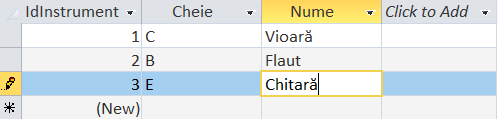 IdInstrument Cheie Nume Click to Add
1 C Vioară
2 B Flaut
3 E Chitară
(New)